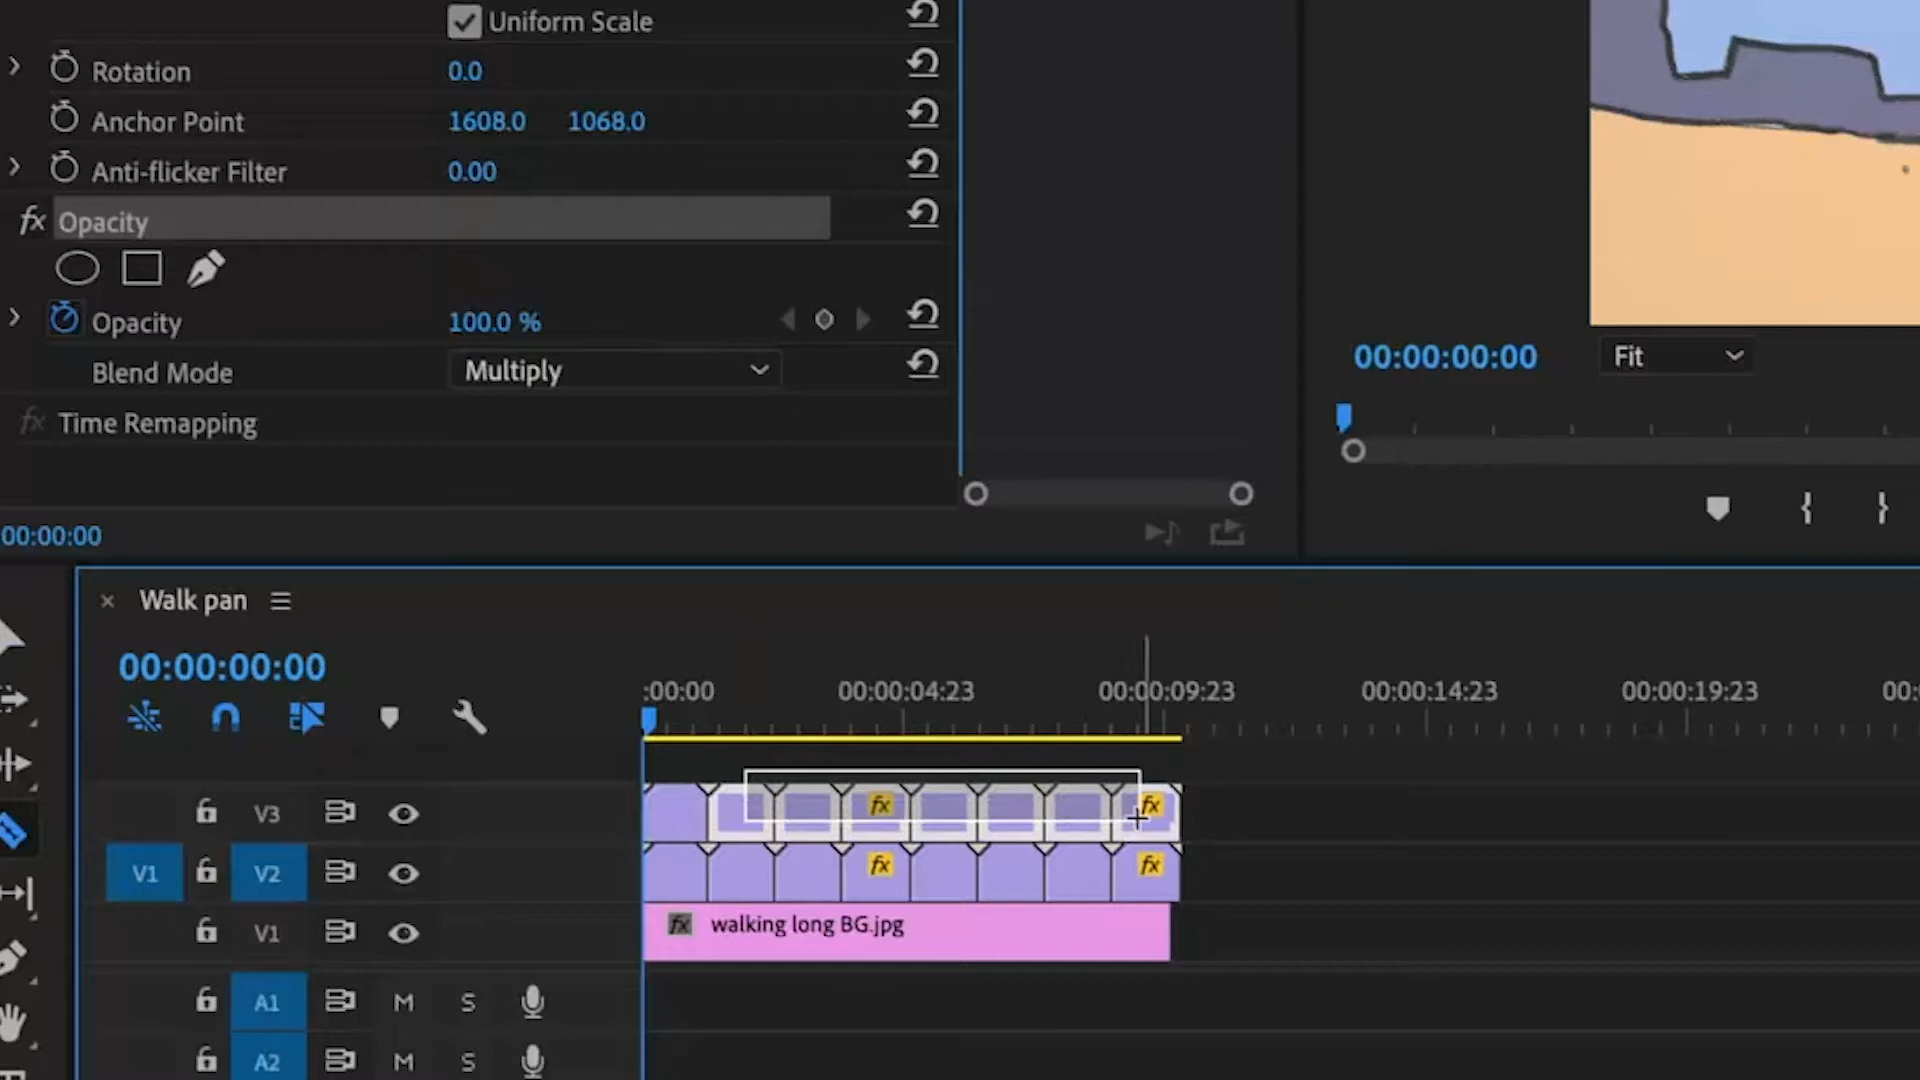 Uniform Scale
Rotation 0.0
Anchor Point 1608.0 1068.0
Anti-flicker Filter 0.00
fx Opacity
Opacity 100.0 %
Blend Mode Multiply
fx Time Remapping
00:00:00:00 Fit
00:00:00
Walk pan
00:00:00:00
:00:00 00:00:04:23 00:00:09:23 00:00:14:23 00:00:19:23 00:
V3 fx fx
V1 V2 fx fx
V1 fx walking long BG.jpg
A1 M S
A2 M S